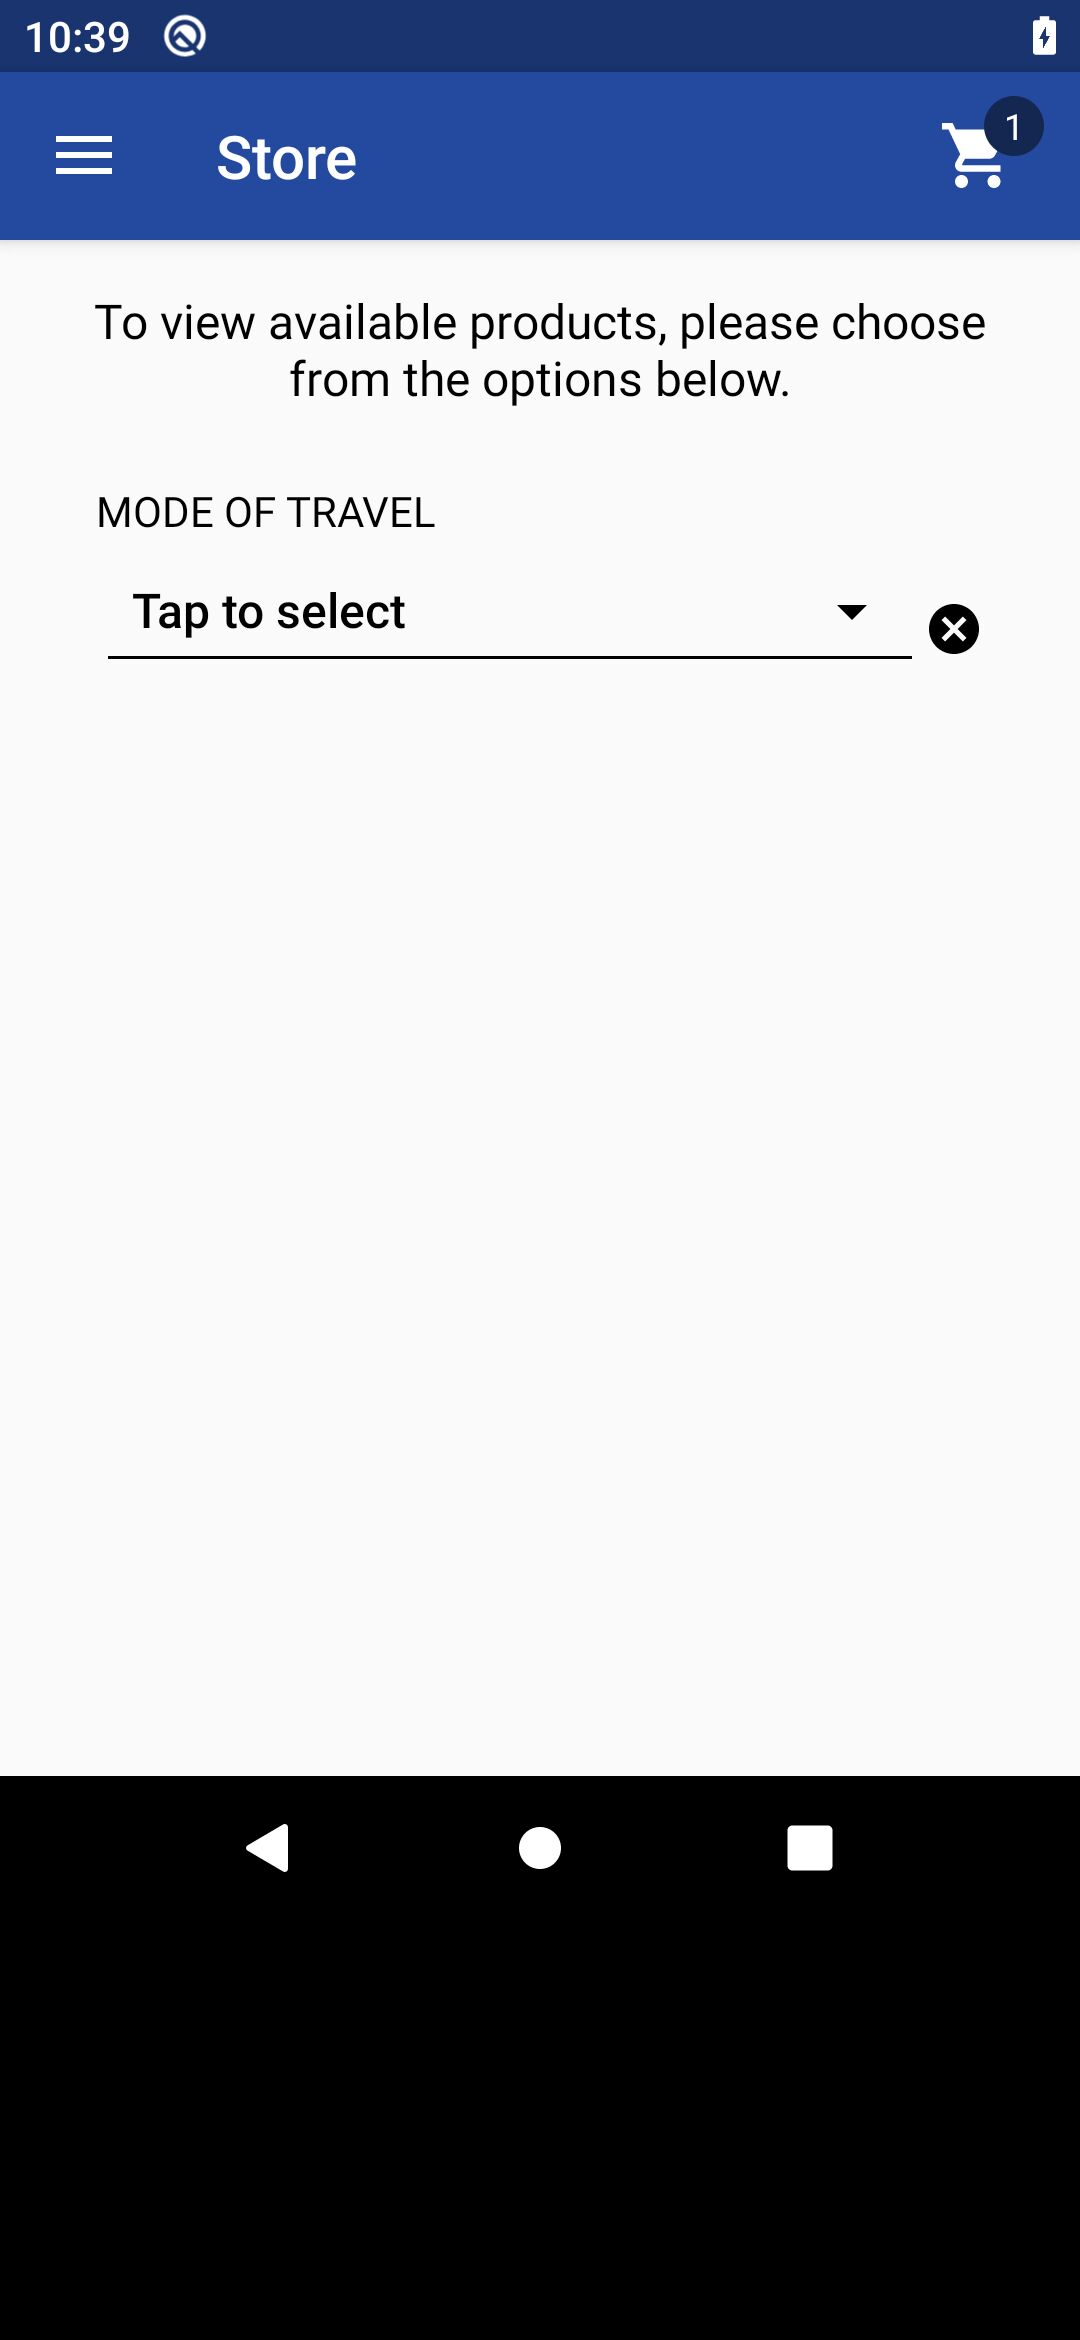 10:39
Store
1
To view available products, please choose
from the options below.
MODE OF TRAVEL
Tap to select